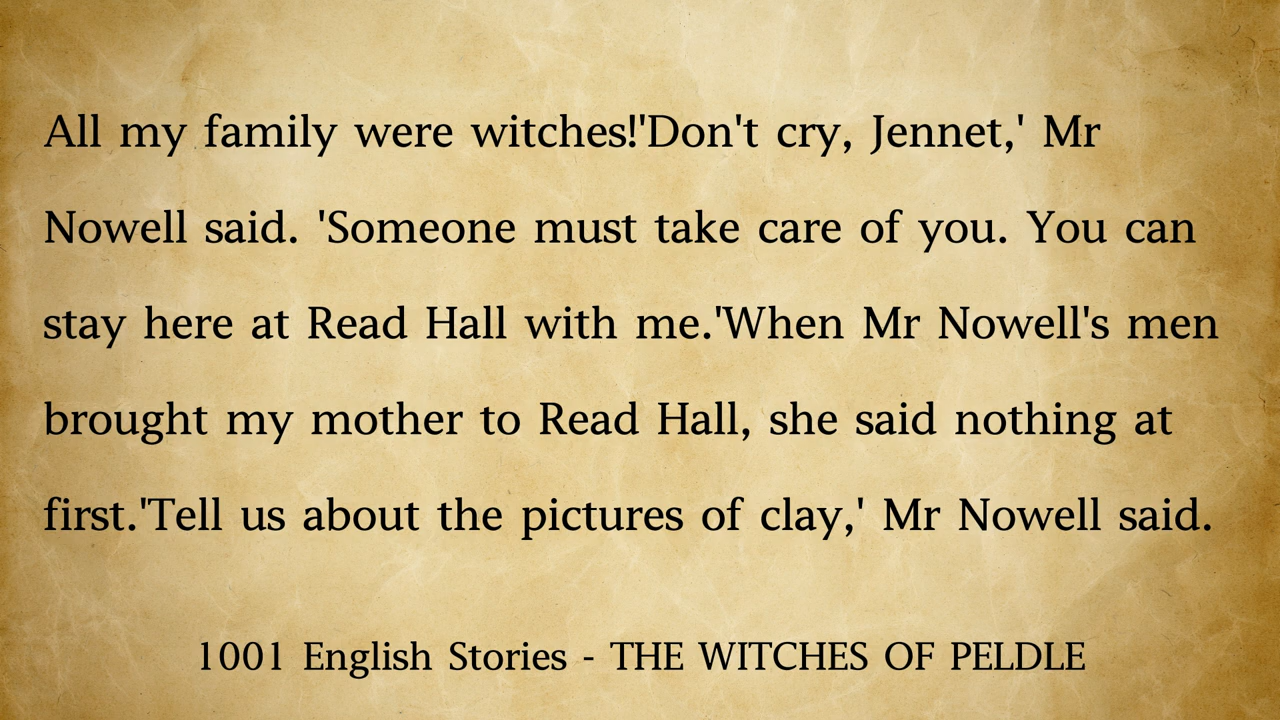 All my family were witches!'Don't cry, Jennet,' Mr
Nowell said. 'Someone must take care of you. You can
stay here at Read Hall with me.'When Mr Nowell's men
brought my mother to Read Hall, she said nothing at
first.'Tell us about the pictures of clay,' Mr Nowell said.
1001 English Stories - THE WITCHES OF PELDLE